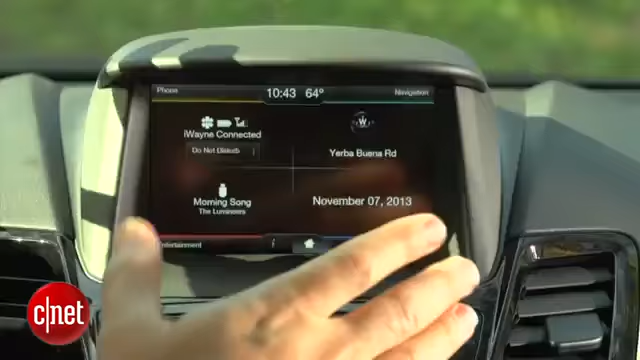 Phone
10:43 64°
Navigation
iWayne Connected
Do Not Disturb
W
Yerba Buena Rd
Morning Song
The Lumineers
November 07, 2013
Entertainment
i
c|net